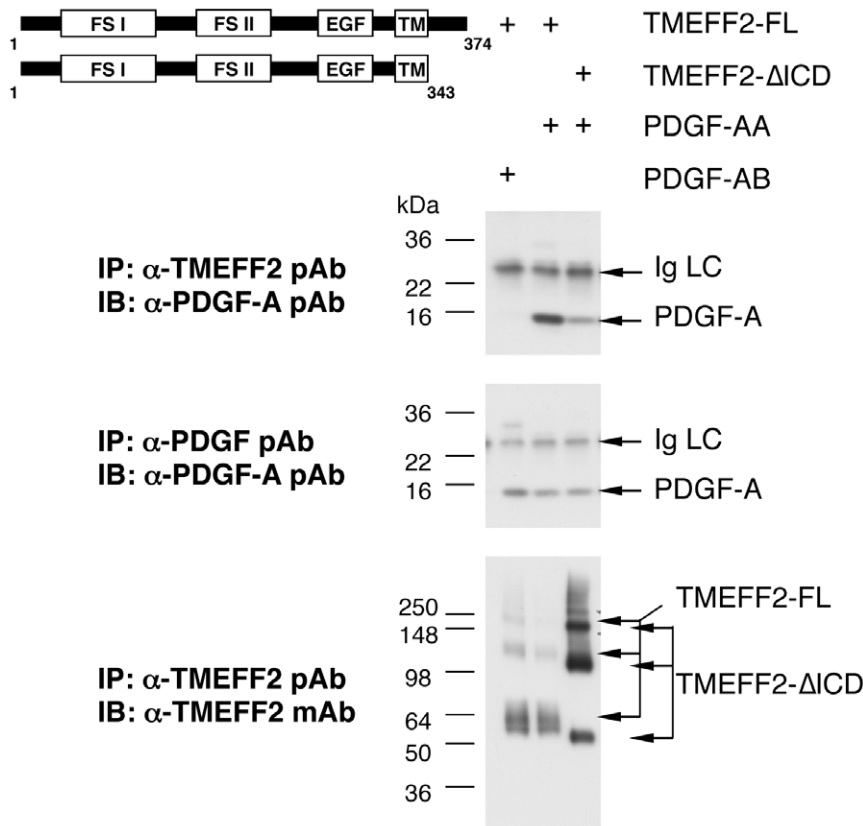 FS I FS II EGF TM
1 374
FS I FS II EGF TM
1 343
+ + TMEFF2-FL
+ TMEFF2-ΔICD
+ + PDGF-AA
+ PDGF-AB
kDa
36
22
16
IP: α-TMEFF2 pAb
IB: α-PDGF-A pAb
Ig LC
PDGF-A
36
22
16
IP: α-PDGF pAb
IB: α-PDGF-A pAb
Ig LC
PDGF-A
250
148
98
64
50
36
IP: α-TMEFF2 pAb
IB: α-TMEFF2 mAb
TMEFF2-FL
TMEFF2-ΔICD